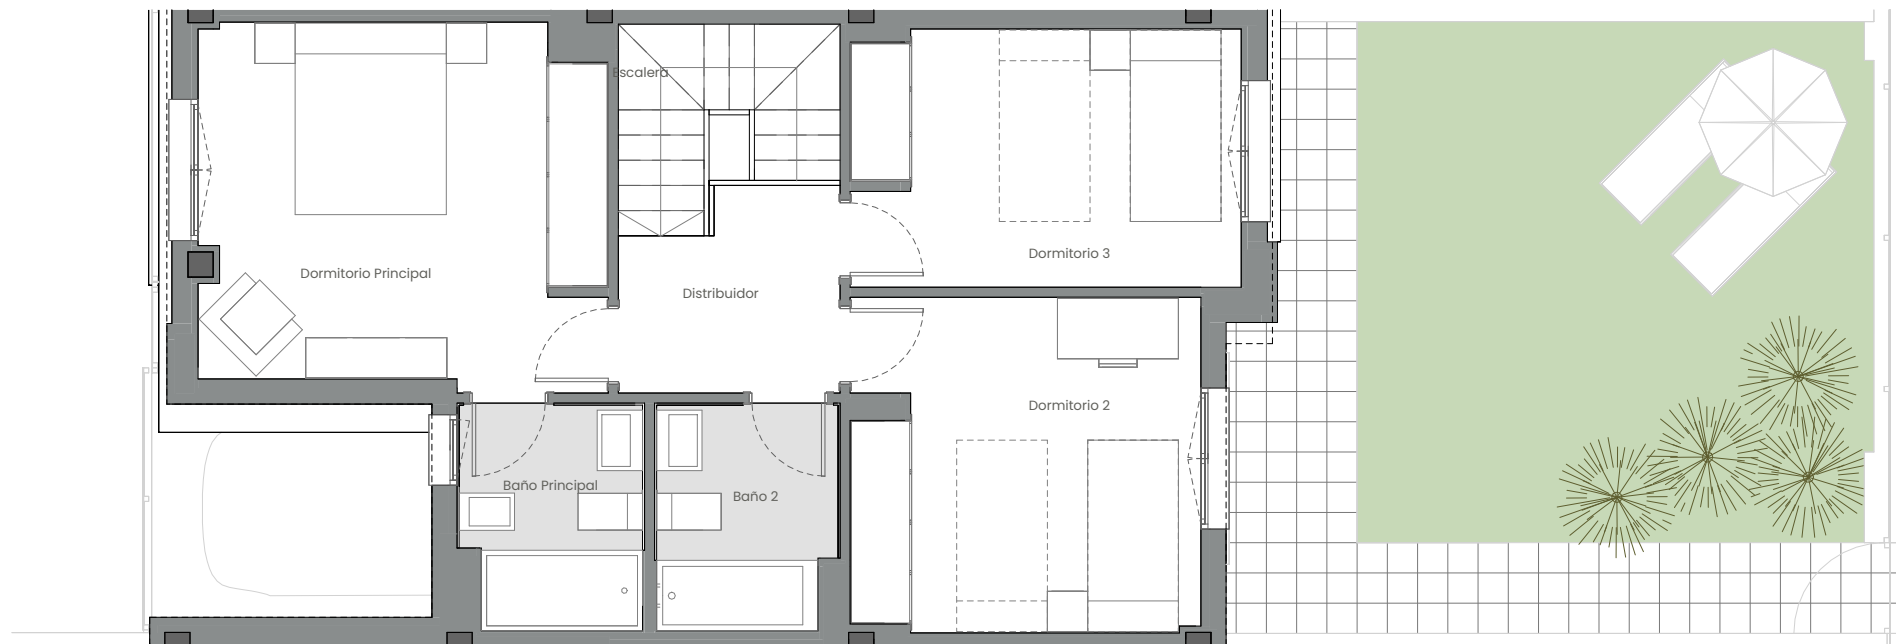 Escalera
Dormitorio 3
Dormitorio Principal
Distribuidor
Dormitorio 2
Baño Principal
Baño 2